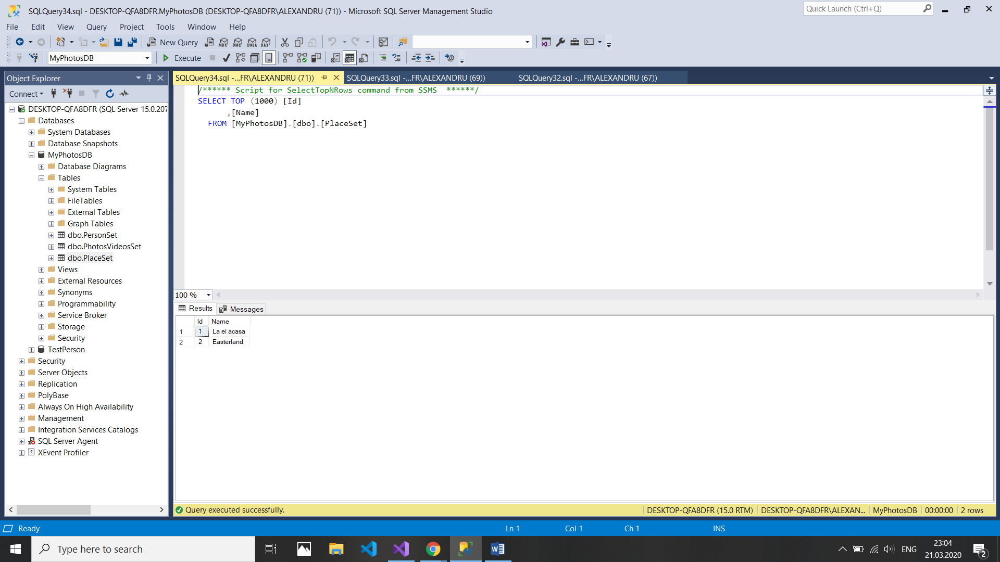 SQLQuery34.sql - DESKTOP-QFA8DFR.MyPhotosDB (DESKTOP-QFA8DFR\ALEXANDRU (71)) - Microsoft SQL Server Management Studio
Quick Launch (Ctrl+Q)
File Edit View Query Project Tools Window Help
New Query MDX DMX XMLA DAX
MyPhotosDB Execute
Object Explorer
Connect
DESKTOP-QFA8DFR (SQL Server 15.0.207
Databases
System Databases
Database Snapshots
MyPhotosDB
Database Diagrams
Tables
System Tables
FileTables
External Tables
Graph Tables
dbo.PersonSet
dbo.PhotosVideosSet
dbo.PlaceSet
Views
External Resources
Synonyms
Programmability
Service Broker
Storage
Security
TestPerson
Security
Server Objects
Replication
PolyBase
Always On High Availability
Management
Integration Services Catalogs
SQL Server Agent
XEvent Profiler
SQLQuery34.sql -...FR\ALEXANDRU (71)) SQLQuery33.sql -...FR\ALEXANDRU (69)) SQLQuery32.sql -...FR\ALEXANDRU (67))
/****** Script for SelectTopNRows command from SSMS ******/
SELECT TOP (1000) [Id]
,[Name]
FROM [MyPhotosDB].[dbo].[PlaceSet]
100 %
Results Messages
Id Name
1 1 La el acasa
2 2 Easterland
Query executed successfully. DESKTOP-QFA8DFR (15.0 RTM) DESKTOP-QFA8DFR\ALEXAN... MyPhotosDB 00:00:00 2 rows
Ready Ln 1 Col 1 Ch 1 INS
Type here to search
ENG
23:04
21.03.2020
2